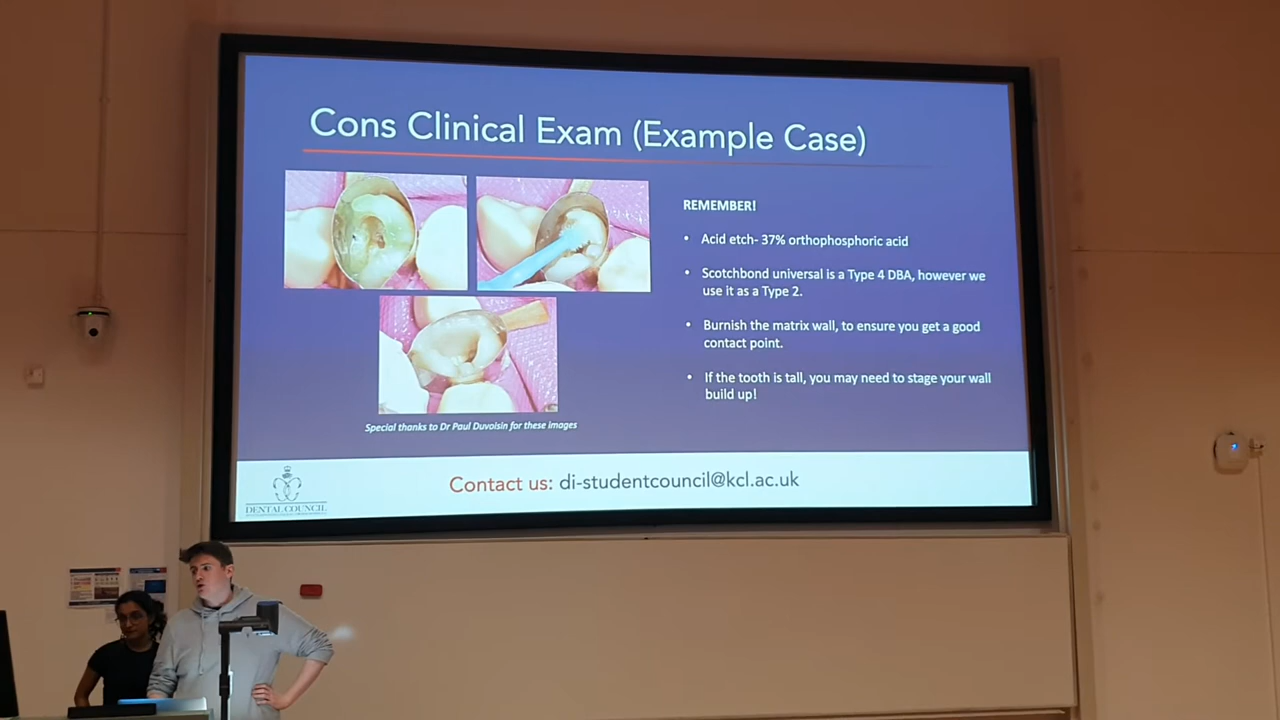 Cons Clinical Exam (Example Case)
REMEMBER!
• Acid etch- 37% orthophosphoric acid
• Scotchbond universal is a Type 4 DBA, however we
use it as a Type 2.
• Burnish the matrix wall, to ensure you get a good
contact point.
• If the tooth is tall, you may need to stage your wall
build up!
Special thanks to Dr Paul Duvoisin for these images
Contact us: di-studentcouncil@kcl.ac.uk
DENTAL COUNCIL